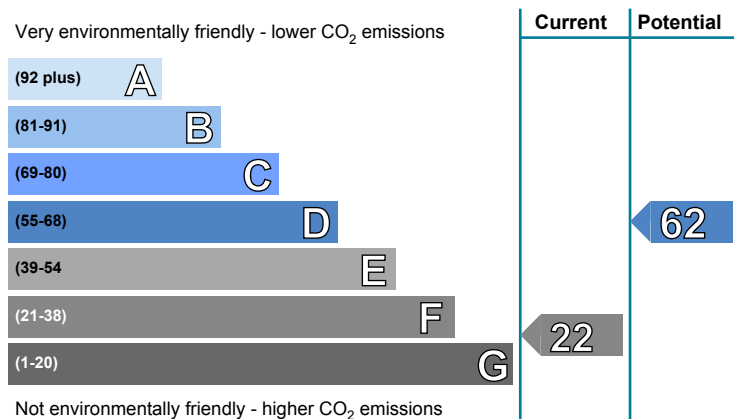 Current Potential
Very environmentally friendly - lower CO₂ emissions
(92 plus) A
(81-91) B
(69-80) C
(55-68) D 62
(39-54 E
(21-38) F
22
(1-20) G
Not environmentally friendly - higher CO₂ emissions